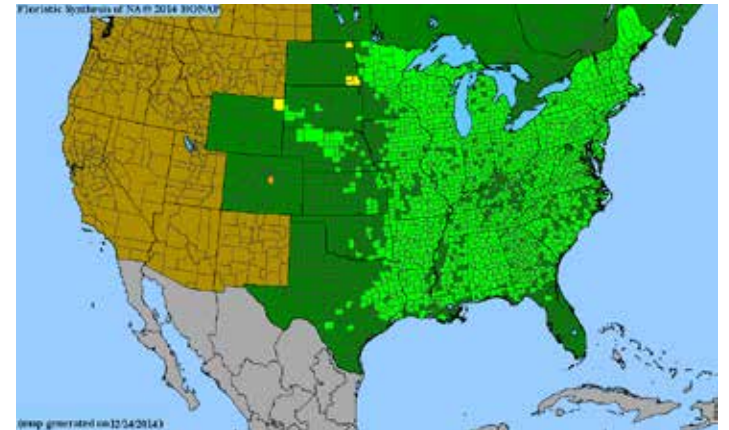 Floristic Synthesis of NA © 2014 BONAP
(map generated on 12/24/2014)